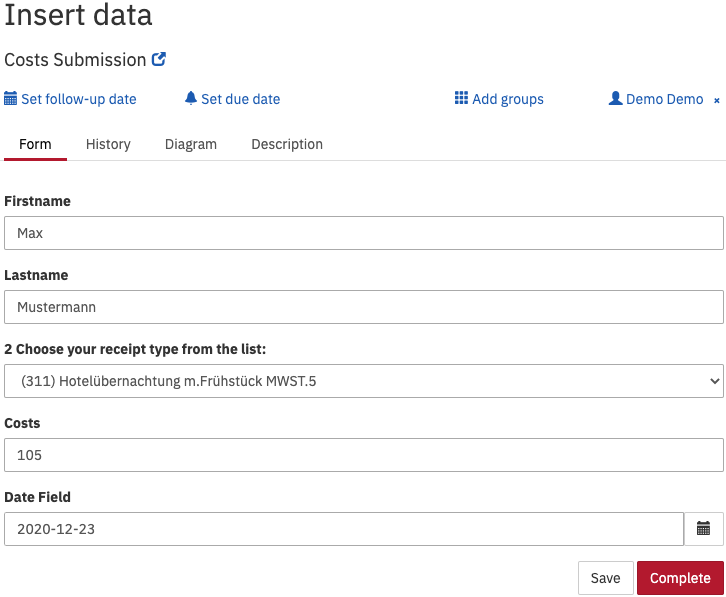 Insert data
Costs Submission
Set follow-up date Set due date Add groups Demo Demo ×
Form History Diagram Description
Firstname
Max
Lastname
Mustermann
2 Choose your receipt type from the list:
(311) Hotelübernachtung m.Frühstück MWST.5
Costs
105
Date Field
2020-12-23
Save Complete